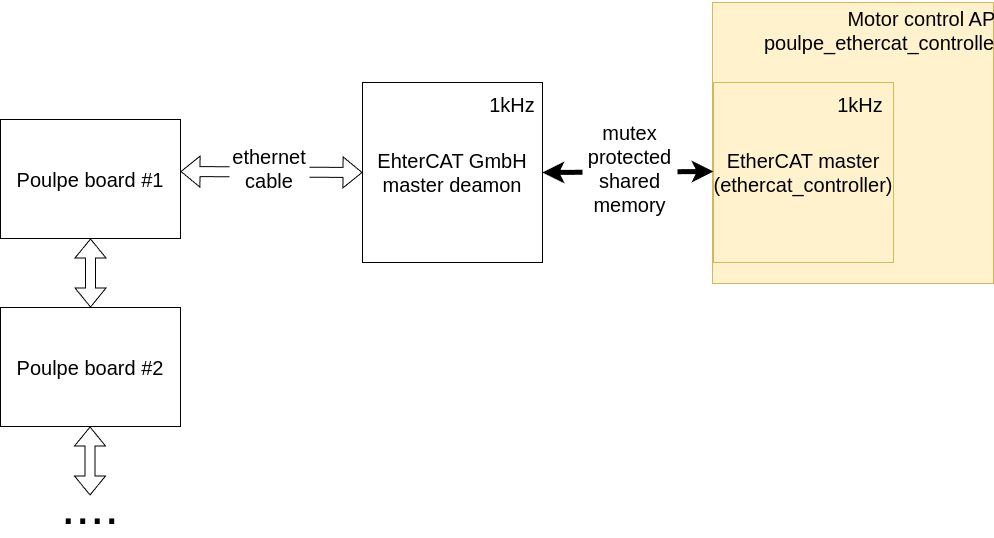 Motor control AP
poulpe_ethercat_controlle
1kHz
1kHz
Poulpe board #1
ethernet
cable
EhterCAT GmbH
master deamon
mutex
protected
shared
memory
EtherCAT master
(ethercat_controller)
Poulpe board #2
....